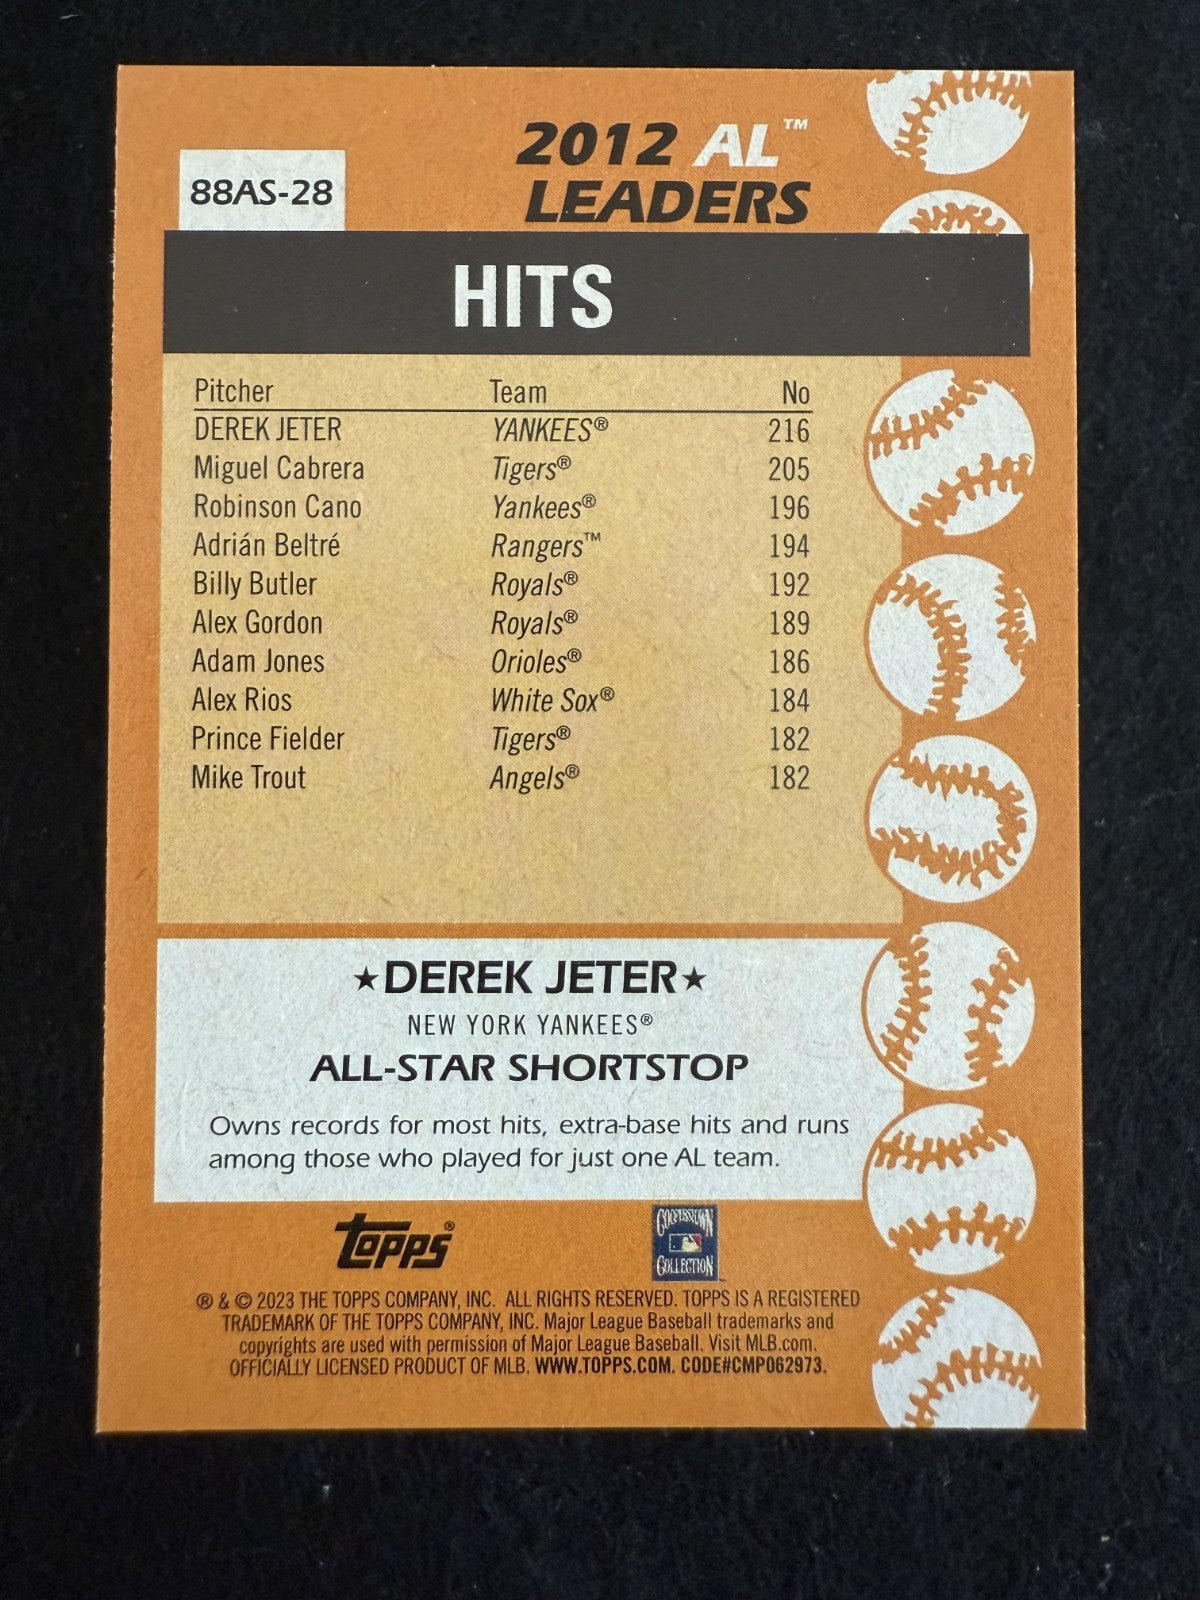 2012 AL™
LEADERS
88AS-28
HITS
Pitcher Team No
DEREK JETER YANKEES® 216
Miguel Cabrera Tigers® 205
Robinson Cano Yankees® 196
Adrián Beltré Rangers™ 194
Billy Butler Royals® 192
Alex Gordon Royals® 189
Adam Jones Orioles® 186
Alex Rios White Sox® 184
Prince Fielder Tigers® 182
Mike Trout Angels® 182
★DEREK JETER★
NEW YORK YANKEES®
ALL-STAR SHORTSTOP
Owns records for most hits, extra-base hits and runs
among those who played for just one AL team.
topps®
COOPERSTOWN
COLLECTION
® & © 2023 THE TOPPS COMPANY, INC. ALL RIGHTS RESERVED. TOPPS IS A REGISTERED
TRADEMARK OF THE TOPPS COMPANY, INC. Major League Baseball trademarks and
copyrights are used with permission of Major League Baseball. Visit MLB.com.
OFFICIALLY LICENSED PRODUCT OF MLB. WWW.TOPPS.COM. CODE#CMP062973.